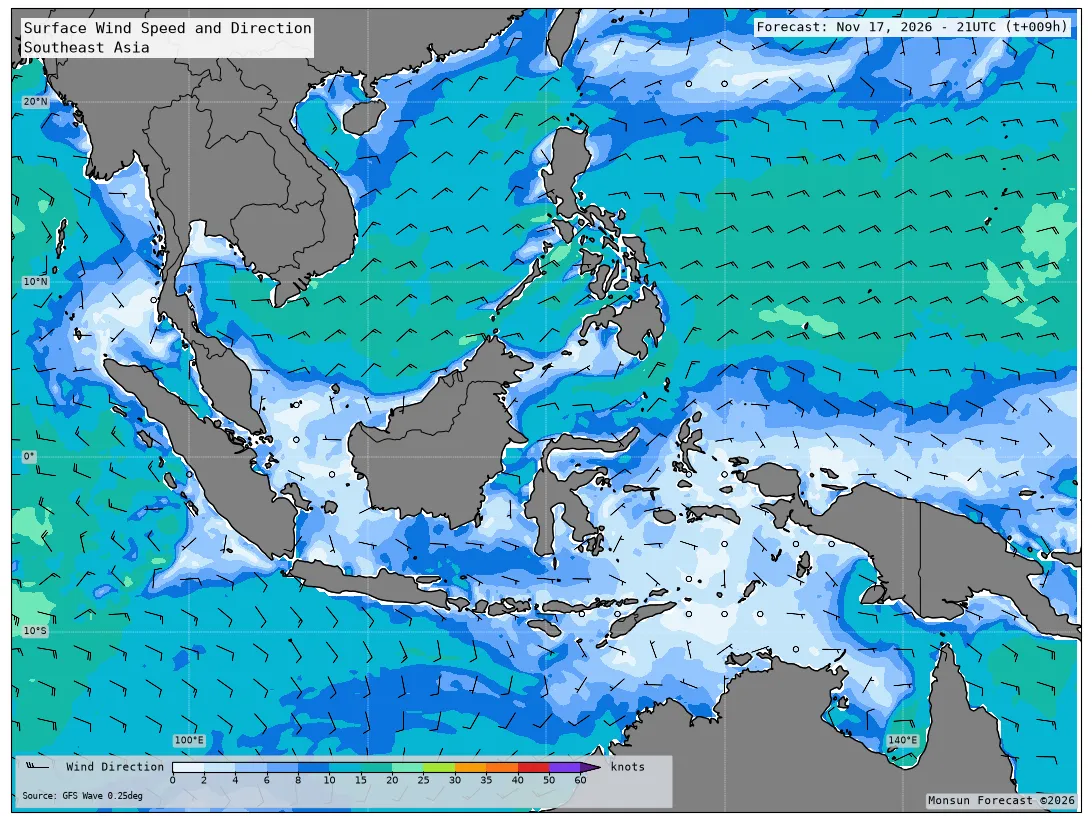 Surface Wind Speed and Direction
Southeast Asia
Forecast: Nov 17, 2026 - 21UTC (t+009h)
20°N
10°N
0°
10°S
100°E
140°E
Wind Direction
0 2 4 6 8 10 15 20 25 30 35 40 50 60
knots
Source: GFS Wave 0.25deg
Monsun Forecast ©2026